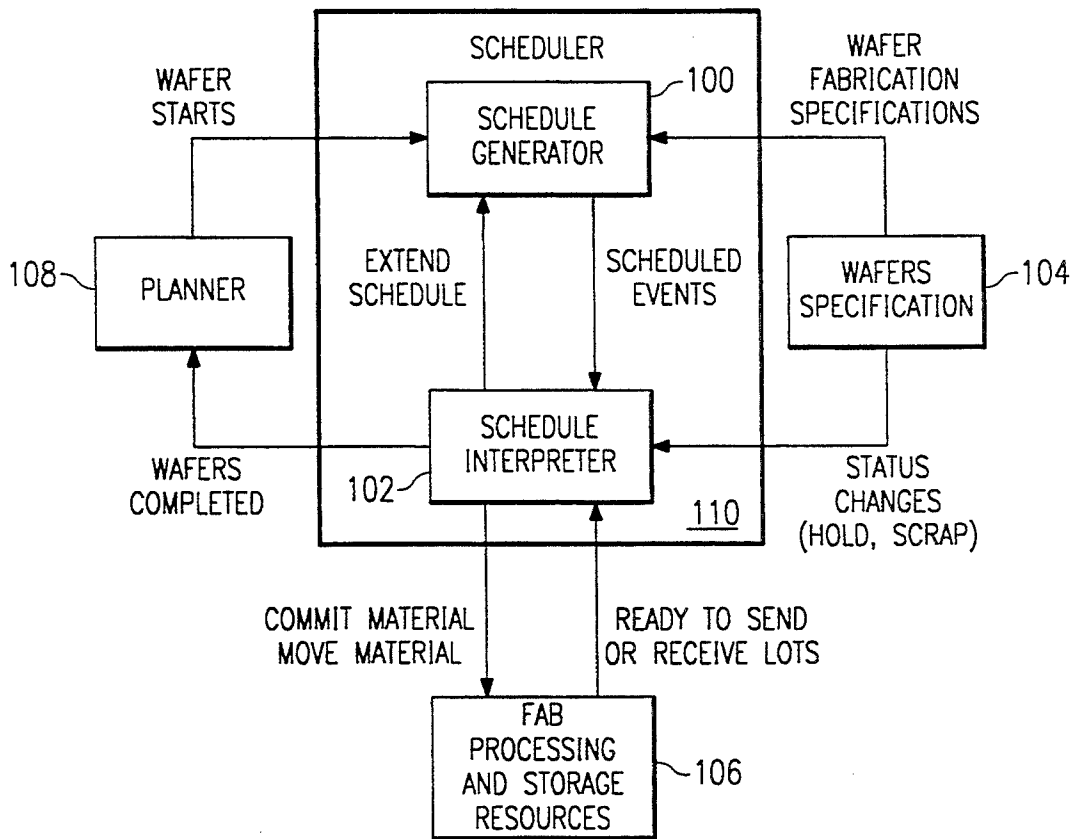 SCHEDULER
WAFER
STARTS
100
WAFER
FABRICATION
SPECIFICATIONS
SCHEDULE
GENERATOR
108
PLANNER
EXTEND
SCHEDULE
SCHEDULED
EVENTS
WAFERS
SPECIFICATION
104
WAFERS
COMPLETED
SCHEDULE
INTERPRETER
102
110
STATUS
CHANGES
(HOLD, SCRAP)
COMMIT MATERIAL
MOVE MATERIAL
READY TO SEND
OR RECEIVE LOTS
FAB
PROCESSING
AND STORAGE
RESOURCES
106